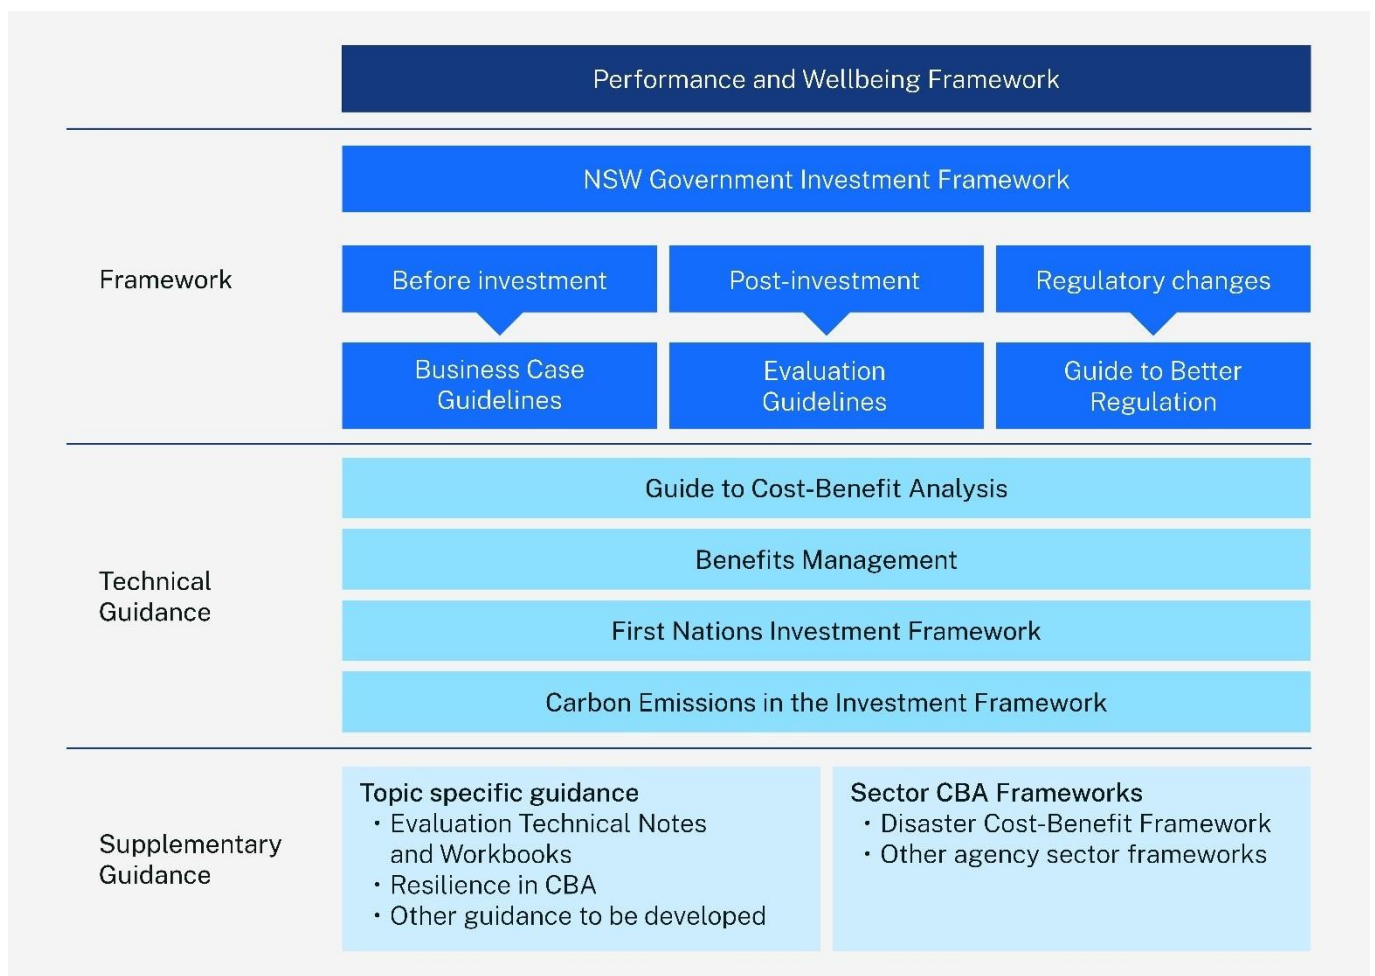 Performance and Wellbeing Framework
NSW Government Investment Framework
Framework
Before investment
Post-investment
Regulatory changes
Business Case
Guidelines
Evaluation
Guidelines
Guide to Better
Regulation
Technical
Guidance
Guide to Cost-Benefit Analysis
Benefits Management
First Nations Investment Framework
Carbon Emissions in the Investment Framework
Supplementary
Guidance
Topic specific guidance
• Evaluation Technical Notes
and Workbooks
• Resilience in CBA
• Other guidance to be developed
Sector CBA Frameworks
• Disaster Cost-Benefit Framework
• Other agency sector frameworks